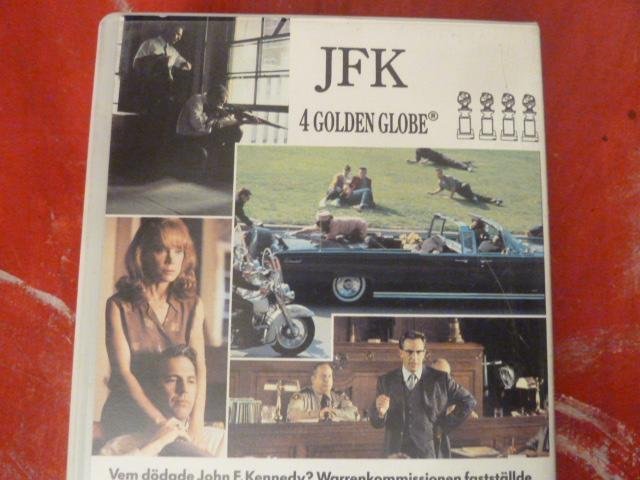 JFK
4 GOLDEN GLOBE®
Vem dödade John F. Kennedy? Warrenkommissionen fastställde